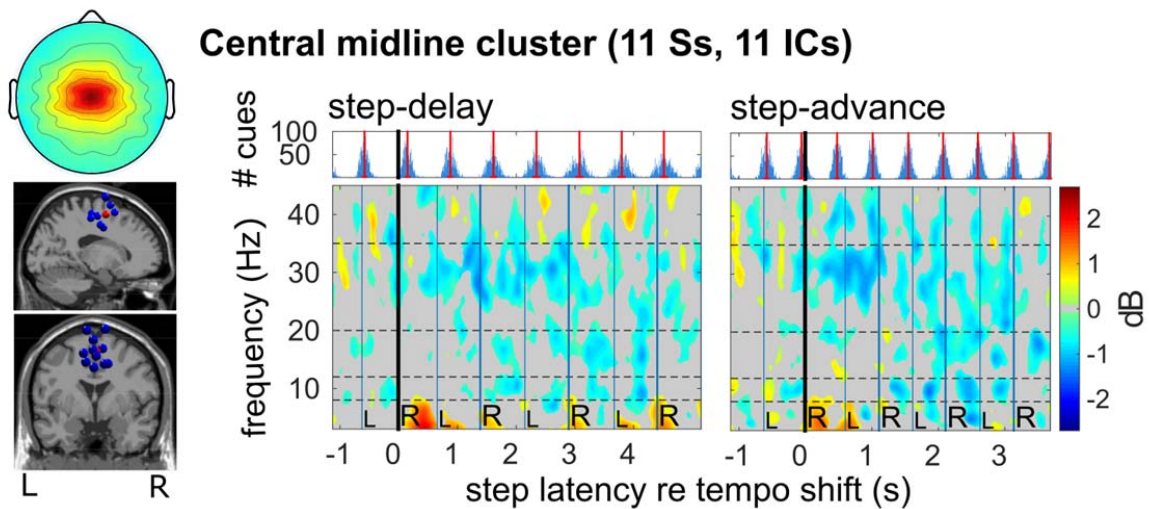 Central midline cluster (11 Ss, 11 ICs)
step-delay
step-advance
# cues
100
50
frequency (Hz)
40
30
20
10
L R L R L R L R
L R L R L R L R
-1 0 1 2 3 4
-1 0 1 2 3
step latency re tempo shift (s)
2
1
0
-1
-2
dB
L R